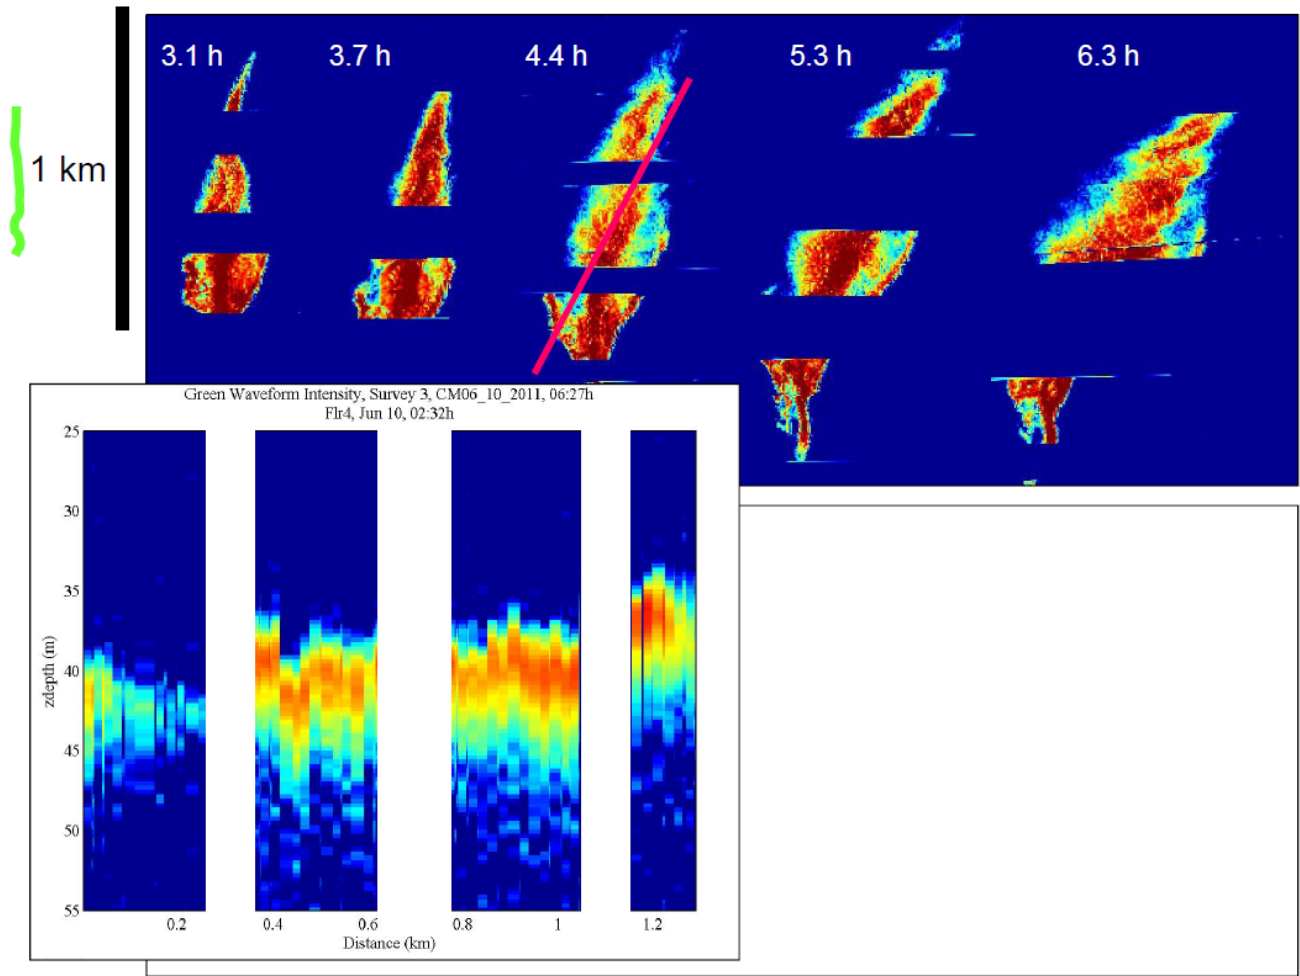 3.1 h 3.7 h 4.4 h 5.3 h 6.3 h
1 km
Green Waveform Intensity, Survey 3, CM06_10_2011, 06:27h
Flr4, Jun 10, 02:32h
25
30
35
40
45
50
55
zdepth (m)
0.2 0.4 0.6 0.8 1 1.2
Distance (km)